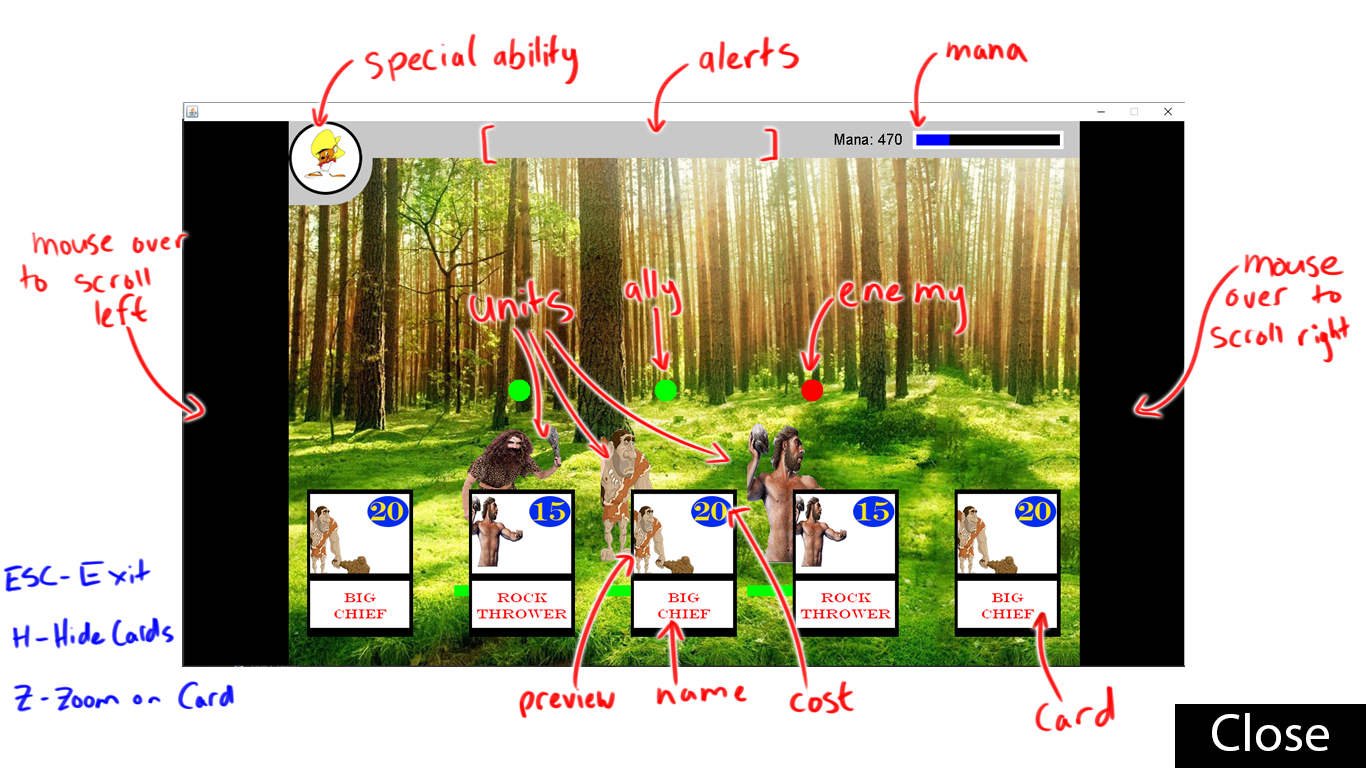 special ability
alerts
mana
[ ]
Mana: 470
mouse over
to scroll
left
units
ally
enemy
mouse
over to
scroll right
20
15
20
15
20
BIG
CHIEF
ROCK
THROWER
BIG
CHIEF
ROCK
THROWER
BIG
CHIEF
ESC-Exit
H-Hide Cards
Z-Zoom on Card
preview
name
cost
card
Close